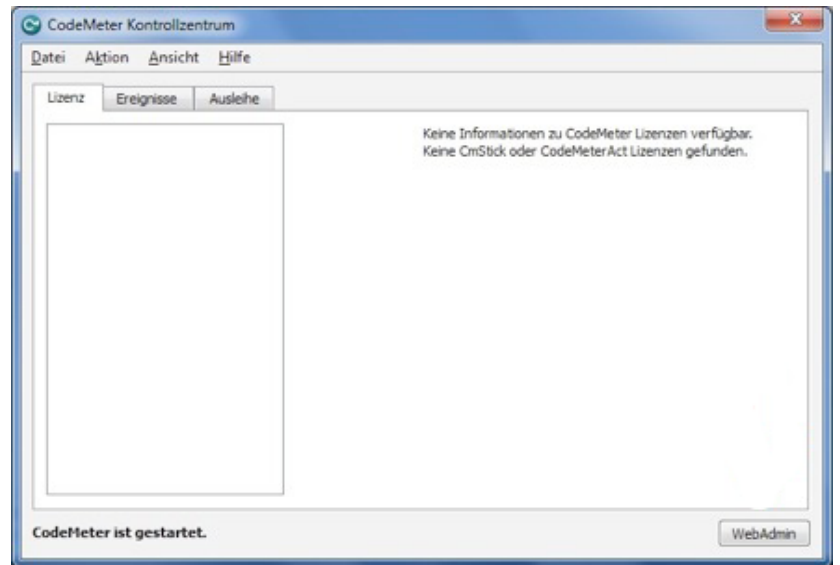 CodeMeter Kontrollzentrum
Datei Aktion Ansicht Hilfe
Lizenz Ereignisse Ausleihe
Keine Informationen zu CodeMeter Lizenzen verfügbar.
Keine CmStick oder CodeMeterAct Lizenzen gefunden.
CodeMeter ist gestartet.
WebAdmin